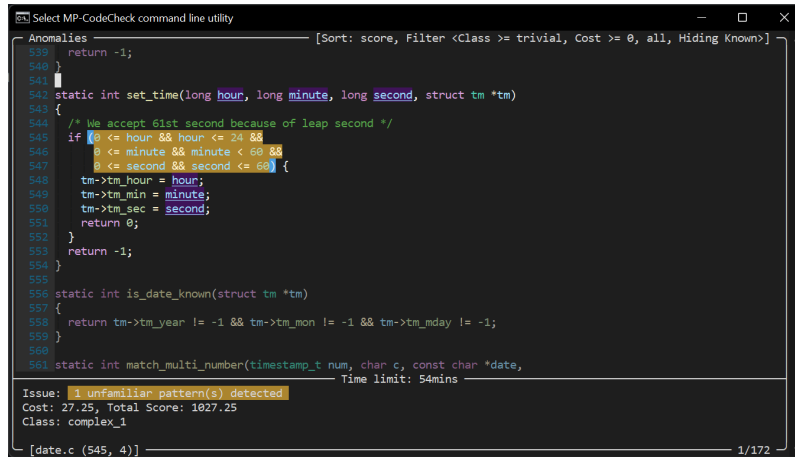 Select MP-CodeCheck command line utility
Anomalies [Sort: score, Filter <Class >= trivial, Cost >= 0, all, Hiding Known>]
539 return -1;
540 }
541
542 static int set_time(long hour, long minute, long second, struct tm *tm)
543 {
544 /* We accept 61st second because of leap second */
545 if (0 <= hour && hour <= 24 &&
546 0 <= minute && minute < 60 &&
547 0 <= second && second <= 60) {
548 tm->tm_hour = hour;
549 tm->tm_min = minute;
550 tm->tm_sec = second;
551 return 0;
552 }
553 return -1;
554 }
555
556 static int is_date_known(struct tm *tm)
557 {
558 return tm->tm_year != -1 && tm->tm_mon != -1 && tm->tm_mday != -1;
559 }
560
561 static int match_multi_number(timestamp_t num, char c, const char *date,
Time limit: 54mins
Issue: 1 unfamiliar pattern(s) detected
Cost: 27.25, Total Score: 1027.25
Class: complex_1
[date.c (545, 4)] 1/172